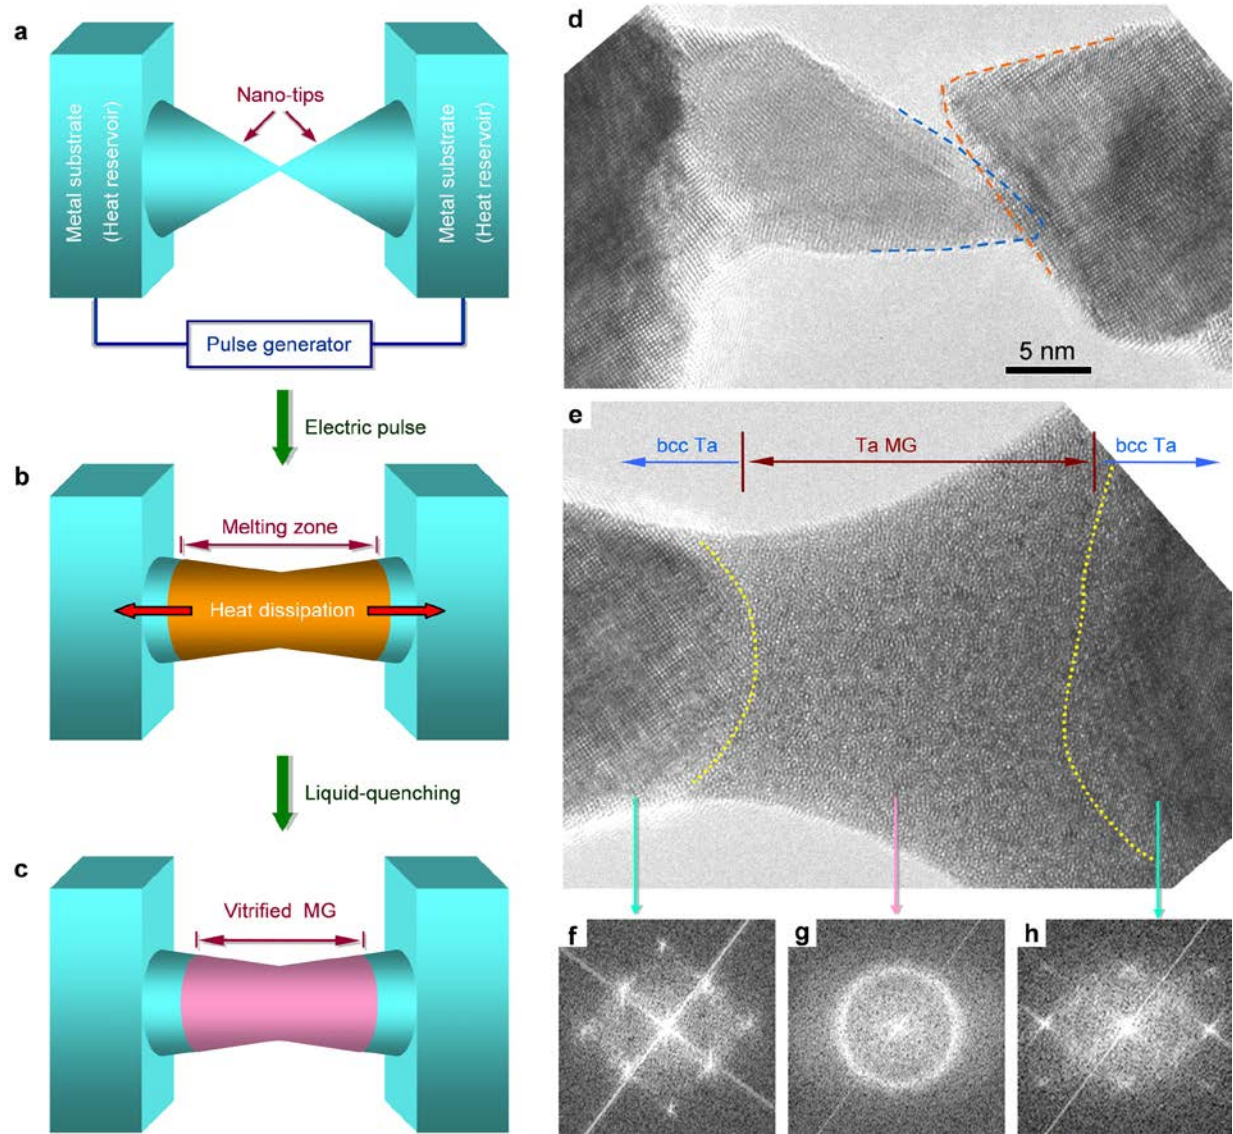 a
Nano-tips
Metal substrate
(Heat reservoir)
Metal substrate
(Heat reservoir)
Pulse generator
Electric pulse
b
Melting zone
Heat dissipation
Liquid-quenching
c
Vitrified MG
d
5 nm
e
bcc Ta
Ta MG
bcc Ta
f
g
h